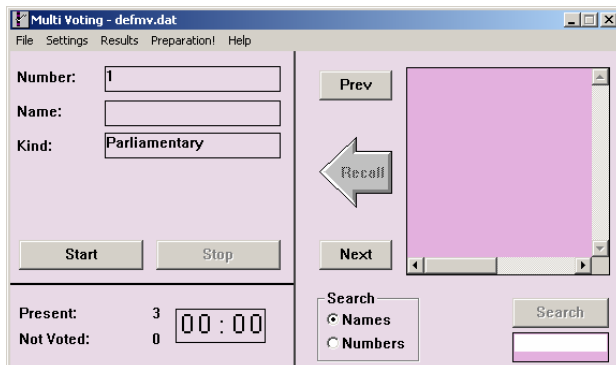 Multi Voting - defmv.dat
File Settings Results Preparation! Help
Number: 1
Name:
Kind: Parliamentary
Start Stop
Present: 3
Not Voted: 0
00:00
Prev
Recall
Next
Search
Names
Numbers
Search